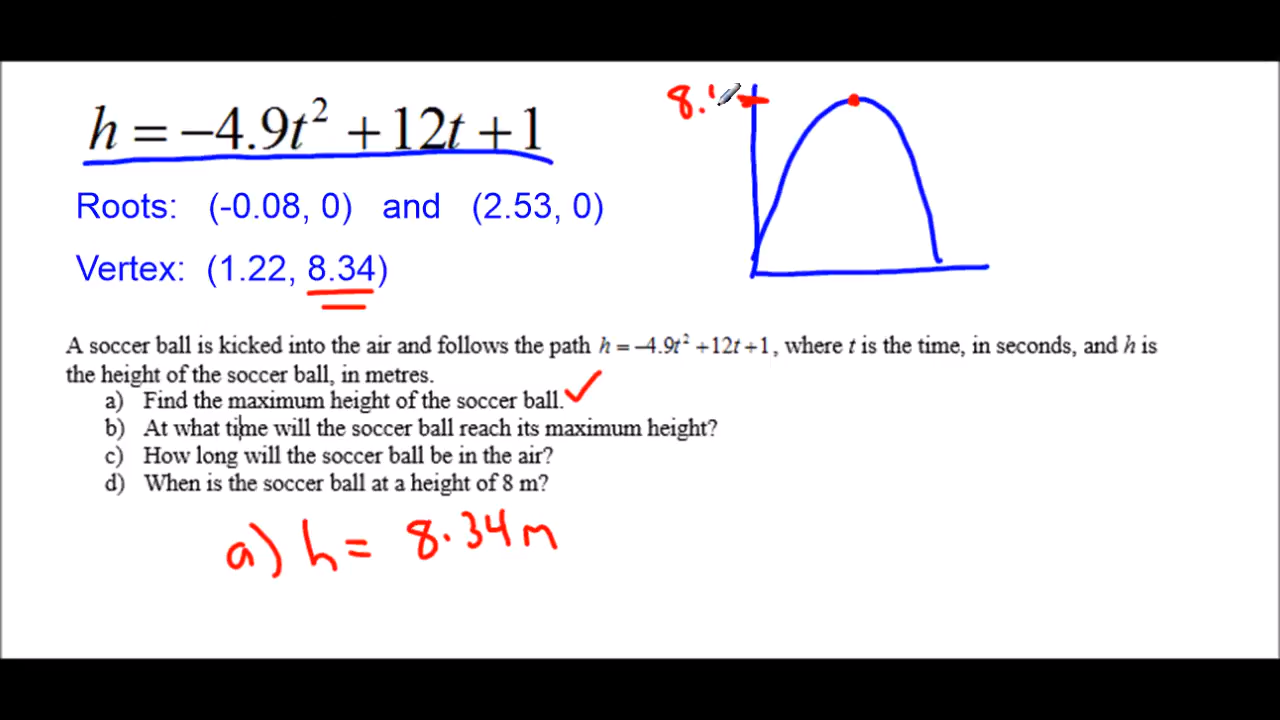 h = −4.9t² + 12t + 1
8.
Roots: (-0.08, 0) and (2.53, 0)
Vertex: (1.22, 8.34)
A soccer ball is kicked into the air and follows the path h = −4.9t² + 12t + 1, where t is the time, in seconds, and h is
the height of the soccer ball, in metres.
a) Find the maximum height of the soccer ball.
b) At what time will the soccer ball reach its maximum height?
c) How long will the soccer ball be in the air?
d) When is the soccer ball at a height of 8 m?
a) h = 8.34 m